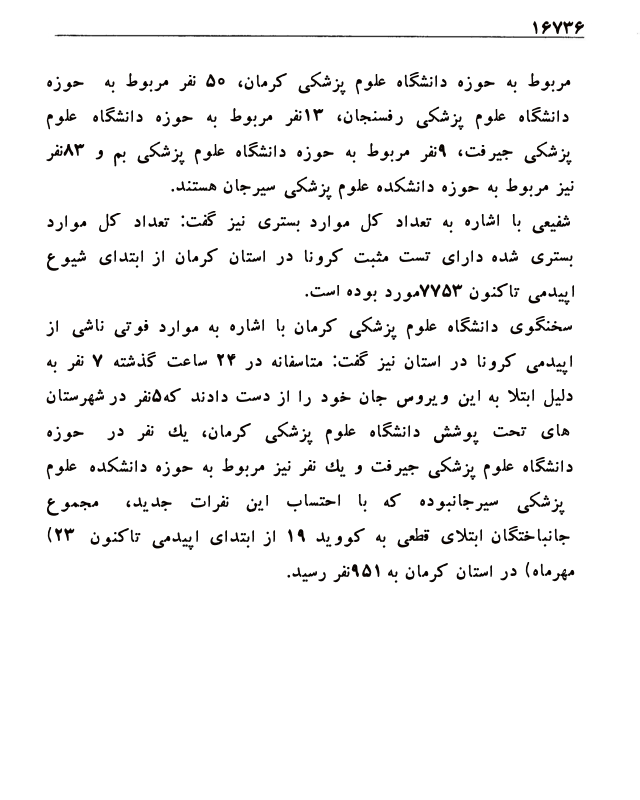 ۱۶۷۳۶
مربوط به حوزه دانشگاه علوم پزشکی کرمان، ۵۰ نفر مربوط به حوزه
دانشگاه علوم پزشکی رفسنجان، ۱۳نفر مربوط به حوزه دانشگاه علوم
پزشکی جیرفت، ۹نفر مربوط به حوزه دانشگاه علوم پزشکی بم و ۸۳نفر
نیز مربوط به حوزه دانشکده علوم پزشکی سیرجان هستند.
شفیعی با اشاره به تعداد کل موارد بستری نیز گفت: تعداد کل موارد
بستری شده دارای تست مثبت کرونا در استان کرمان از ابتدای شیوع
اپیدمی تاکنون ۷۷۵۳مورد بوده است.
سخنگوی دانشگاه علوم پزشکی کرمان با اشاره به موارد فوتی ناشی از
اپیدمی کرونا در استان نیز گفت: متاسفانه در ۲۴ ساعت گذشته ۷ نفر به
دلیل ابتلا به این ویروس جان خود را از دست دادند که۵نفر در شهرستان
های تحت پوشش دانشگاه علوم پزشکی کرمان، یك نفر در حوزه
دانشگاه علوم پزشکی جیرفت و یك نفر نیز مربوط به حوزه دانشکده علوم
پزشکی سیرجانبوده که با احتساب این نفرات جدید، مجموع
جانباختگان ابتلای قطعی به کووید ۱۹ از ابتدای اپیدمی تاکنون ۲۳)
مهرماه) در استان کرمان به ۹۵۱نفر رسید.